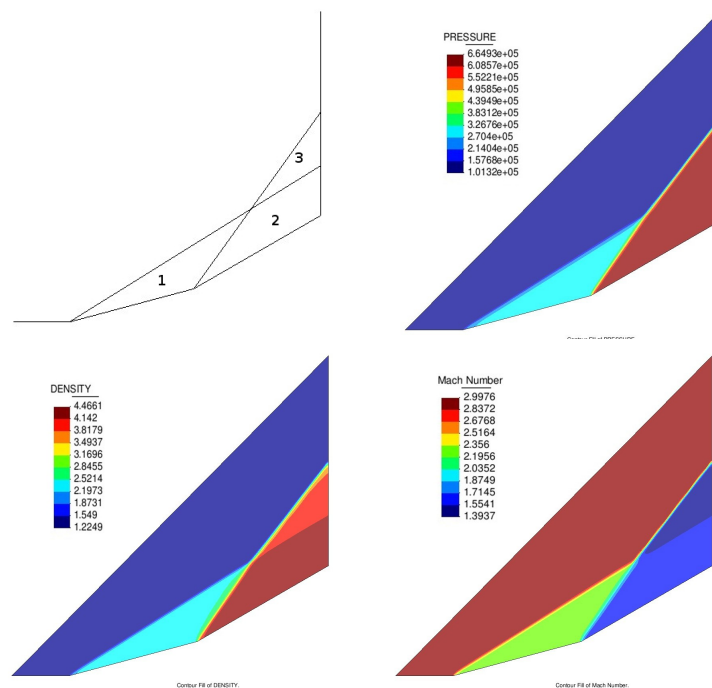 3
2
1
PRESSURE
6.6493e+05
6.0857e+05
5.5221e+05
4.9585e+05
4.3949e+05
3.8312e+05
3.2676e+05
2.704e+05
2.1404e+05
1.5768e+05
1.0132e+05
Contour Fill of PRESSURE.
DENSITY
4.4661
4.142
3.8179
3.4937
3.1696
2.8455
2.5214
2.1973
1.8731
1.549
1.2249
Contour Fill of DENSITY.
Mach Number
2.9976
2.8372
2.6768
2.5164
2.356
2.1956
2.0352
1.8749
1.7145
1.5541
1.3937
Contour Fill of Mach Number.